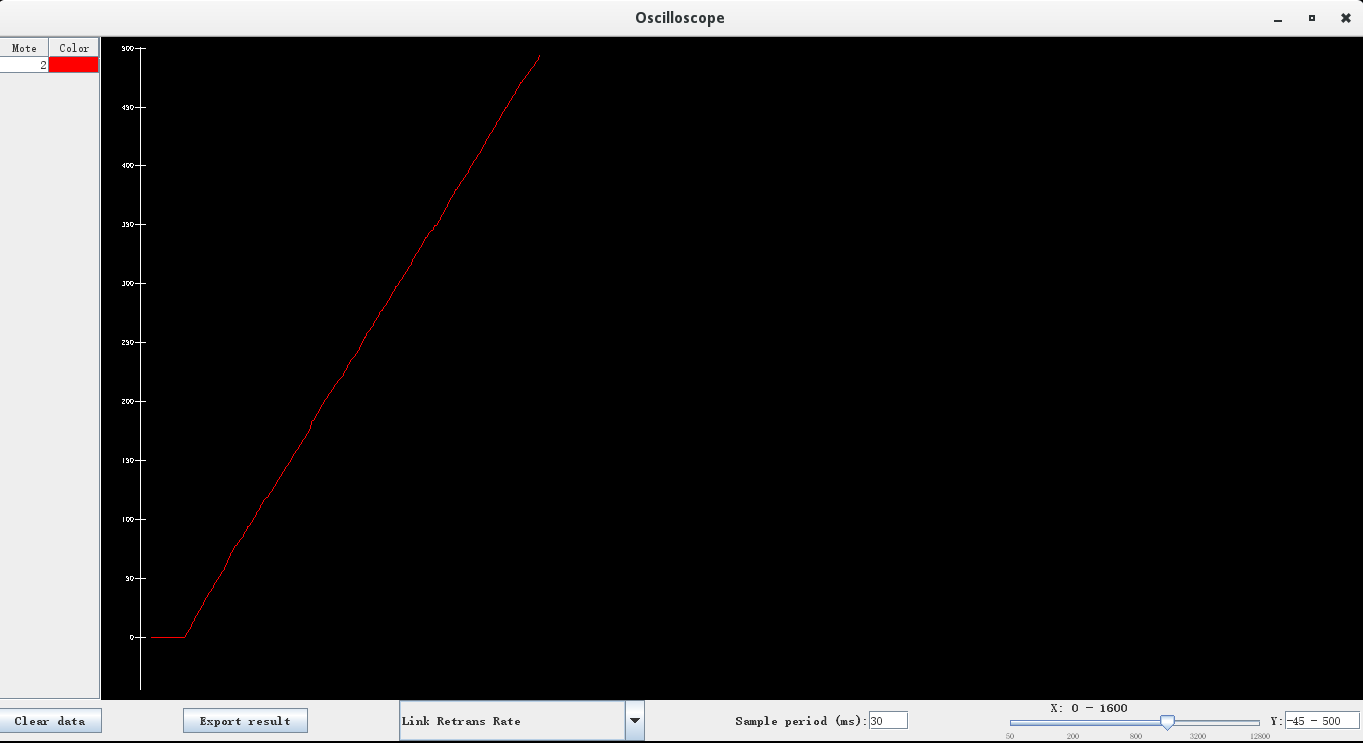 Oscilloscope
Mote Color
2
500
450
400
350
300
250
200
150
100
50
0
Clear data
Export result
Link Retrans Rate
Sample period (ms): 30
X: 0 - 1600
50 200 800 3200 12800
Y: -45 - 500